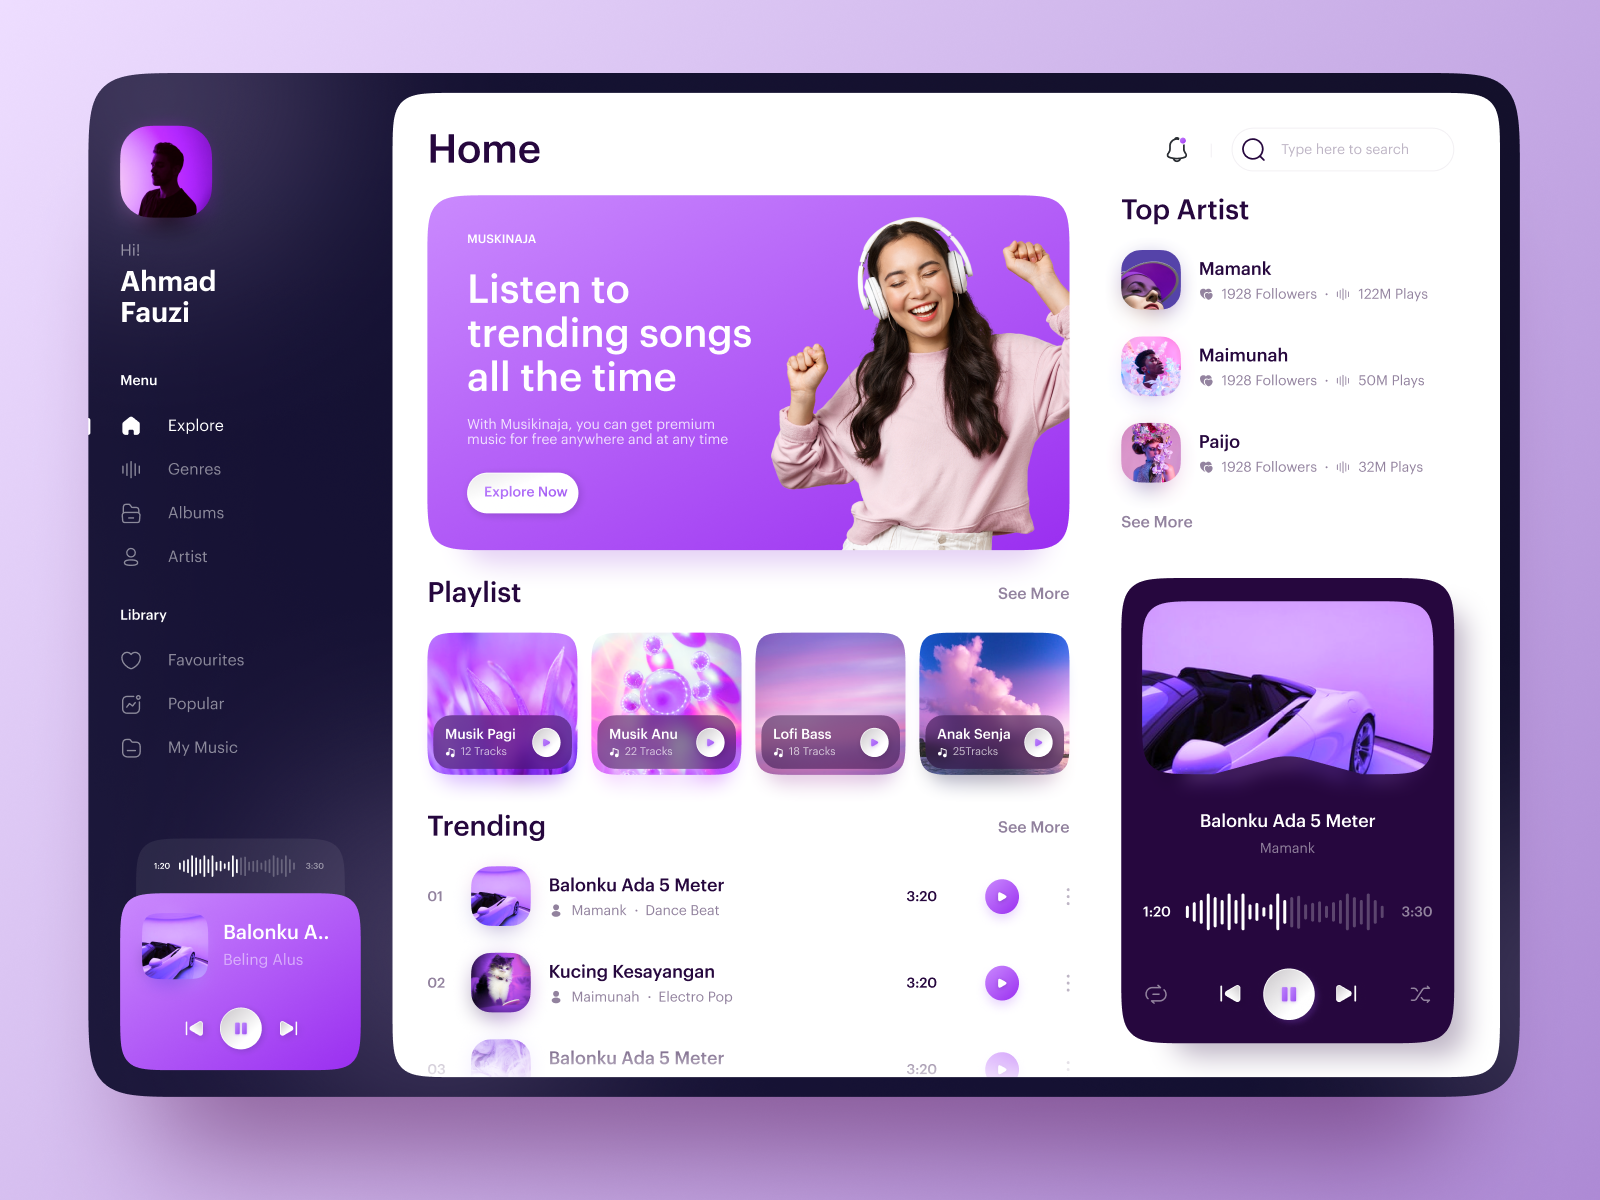 Hi!
Ahmad
Fauzi
Menu
Explore
Genres
Albums
Artist
Library
Favourites
Popular
My Music
1:20
3:30
Balonku A..
Beling Alus
Home
Type here to search
MUSKINAJA
Listen to
trending songs
all the time
With Musikinaja, you can get premium
music for free anywhere and at any time
Explore Now
Playlist
See More
Musik Pagi
12 Tracks
Musik Anu
22 Tracks
Lofi Bass
18 Tracks
Anak Senja
25Tracks
Trending
See More
01
Balonku Ada 5 Meter
Mamank · Dance Beat
3:20
02
Kucing Kesayangan
Maimunah · Electro Pop
3:20
03
Balonku Ada 5 Meter
3:20
Top Artist
Mamank
1928 Followers · 122M Plays
Maimunah
1928 Followers · 50M Plays
Paijo
1928 Followers · 32M Plays
See More
Balonku Ada 5 Meter
Mamank
1:20
3:30